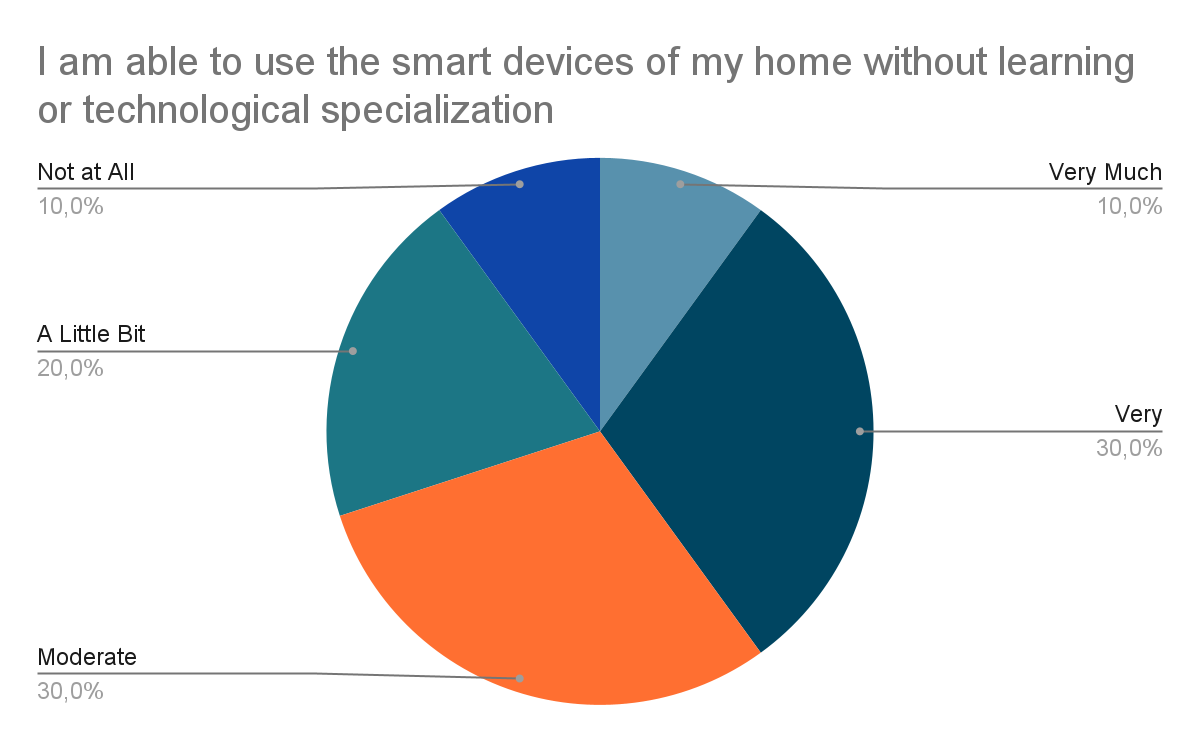 I am able to use the smart devices of my home without learning
or technological specialization
Not at All
10,0%
Very Much
10,0%
A Little Bit
20,0%
Very
30,0%
Moderate
30,0%